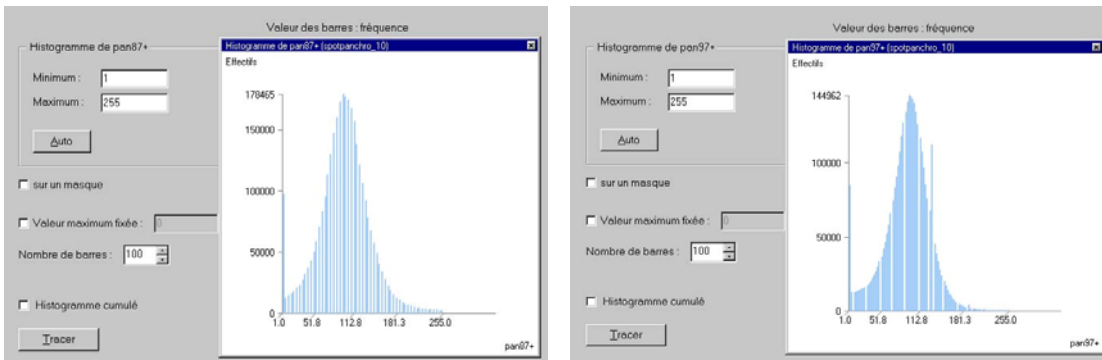 Valeur des barres : fréquence
Histogramme de pan87+
Minimum : 1
Maximum : 255
Auto
sur un masque
Valeur maximum fixée : 0
Nombre de barres : 100
Histogramme cumulé
Tracer
Histogramme de pan87+ (spotpanchro_10)
Effectifs
178465
150000
100000
50000
0
1.0 51.8 112.8 181.3 255.0
pan87+
Valeur des barres : fréquence
Histogramme de pan97+
Minimum : 1
Maximum : 255
Auto
sur un masque
Valeur maximum fixée : 0
Nombre de barres : 100
Histogramme cumulé
Tracer
Histogramme de pan97+ (spotpanchro_10)
Effectifs
144962
100000
50000
0
1.0 51.8 112.8 181.3 255.0
pan97+